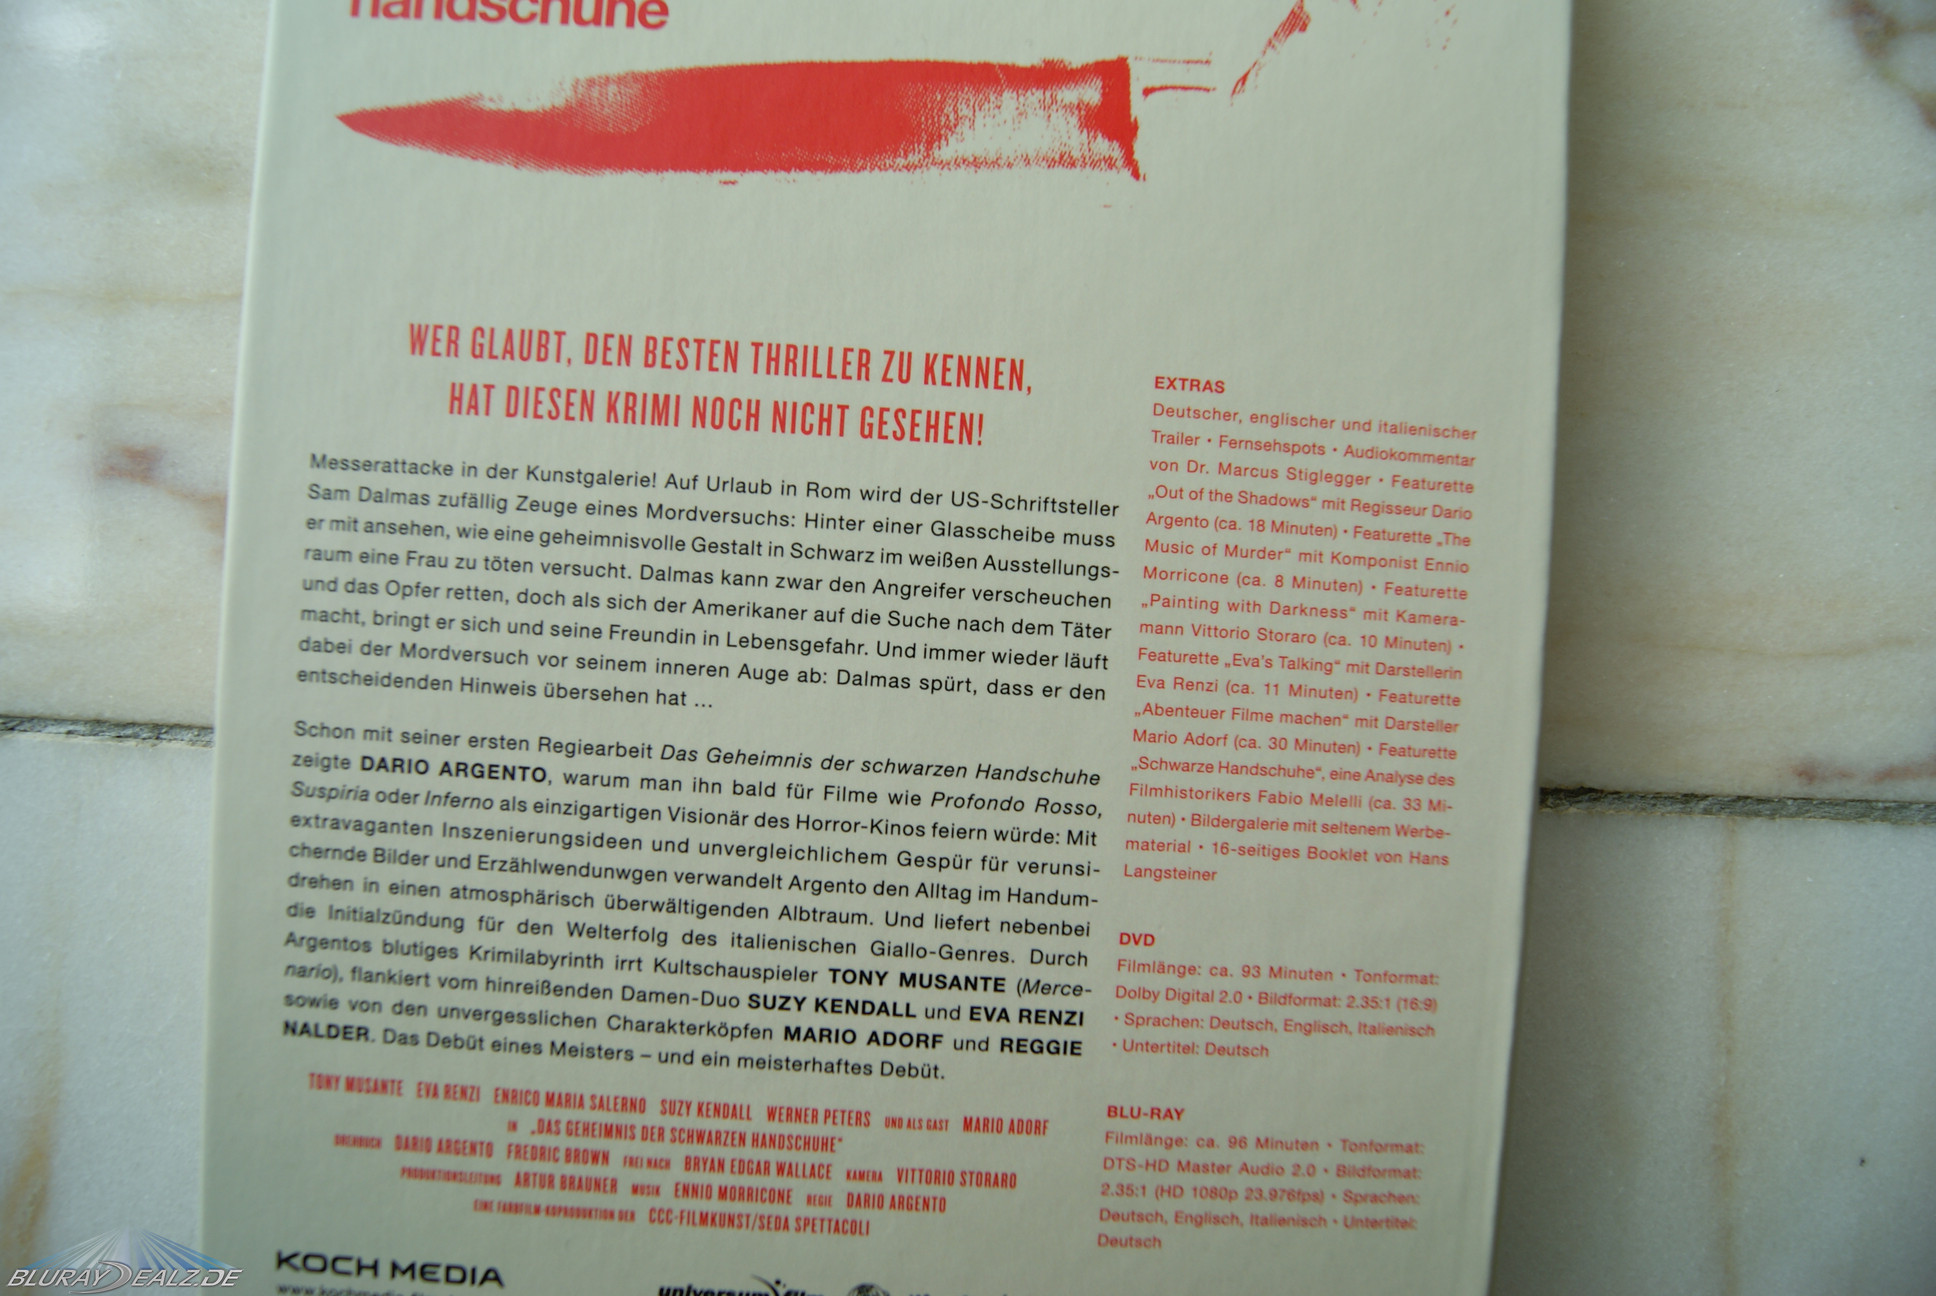 handschuhe
WER GLAUBT, DEN BESTEN THRILLER ZU KENNEN,
HAT DIESEN KRIMI NOCH NICHT GESEHEN!
Messerattacke in der Kunstgalerie! Auf Urlaub in Rom wird der US-Schriftsteller
Sam Dalmas zufällig Zeuge eines Mordversuchs: Hinter einer Glasscheibe muss
er mit ansehen, wie eine geheimnisvolle Gestalt in Schwarz im weißen Ausstellungs-
raum eine Frau zu töten versucht. Dalmas kann zwar den Angreifer verscheuchen
und das Opfer retten, doch als sich der Amerikaner auf die Suche nach dem Täter
macht, bringt er sich und seine Freundin in Lebensgefahr. Und immer wieder läuft
dabei der Mordversuch vor seinem inneren Auge ab: Dalmas spürt, dass er den
entscheidenden Hinweis übersehen hat ...
Schon mit seiner ersten Regiearbeit Das Geheimnis der schwarzen Handschuhe
zeigte DARIO ARGENTO, warum man ihn bald für Filme wie Profondo Rosso,
Suspiria oder Inferno als einzigartigen Visionär des Horror-Kinos feiern würde: Mit
extravaganten Inszenierungsideen und unvergleichlichem Gespür für verunsi-
chernde Bilder und Erzählwendunwgen verwandelt Argento den Alltag im Handum-
drehen in einen atmosphärisch überwältigenden Albtraum. Und liefert nebenbei
die Initialzündung für den Welterfolg des italienischen Giallo-Genres. Durch
Argentos blutiges Krimilabyrinth irrt Kultschauspieler TONY MUSANTE (Merce-
nario), flankiert vom hinreißenden Damen-Duo SUZY KENDALL und EVA RENZI
sowie von den unvergesslichen Charakterköpfen MARIO ADORF und REGGIE
NALDER. Das Debüt eines Meisters – und ein meisterhaftes Debüt.
TONY MUSANTE EVA RENZI ENRICO MARIA SALERNO SUZY KENDALL WERNER PETERS UND ALS GAST MARIO ADORF
IN „DAS GEHEIMNIS DER SCHWARZEN HANDSCHUHE“
DREHBUCH DARIO ARGENTO FREDRIC BROWN FREI NACH BRYAN EDGAR WALLACE KAMERA VITTORIO STORARO
PRODUKTIONSLEITUNG ARTUR BRAUNER MUSIK ENNIO MORRICONE REGIE DARIO ARGENTO
EINE FARBFILM-KOPRODUKTION DER CCC-FILMKUNST/SEDA SPETTACOLI
KOCH MEDIA
universum film
EXTRAS
Deutscher, englischer und italienischer
Trailer • Fernsehspots • Audiokommentar
von Dr. Marcus Stiglegger • Featurette
„Out of the Shadows“ mit Regisseur Dario
Argento (ca. 18 Minuten) • Featurette „The
Music of Murder“ mit Komponist Ennio
Morricone (ca. 8 Minuten) • Featurette
„Painting with Darkness“ mit Kamera-
mann Vittorio Storaro (ca. 10 Minuten) •
Featurette „Eva's Talking“ mit Darstellerin
Eva Renzi (ca. 11 Minuten) • Featurette
„Abenteuer Filme machen“ mit Darsteller
Mario Adorf (ca. 30 Minuten) • Featurette
„Schwarze Handschuhe“, eine Analyse des
Filmhistorikers Fabio Melelli (ca. 33 Mi-
nuten) • Bildergalerie mit seltenem Werbe-
material • 16-seitiges Booklet von Hans
Langsteiner
DVD
Filmlänge: ca. 93 Minuten • Tonformat:
Dolby Digital 2.0 • Bildformat: 2.35:1 (16:9)
• Sprachen: Deutsch, Englisch, Italienisch
• Untertitel: Deutsch
BLU-RAY
Filmlänge: ca. 96 Minuten • Tonformat:
DTS-HD Master Audio 2.0 • Bildformat:
2.35:1 (HD 1080p 23.976fps) • Sprachen:
Deutsch, Englisch, Italienisch • Untertitel:
Deutsch
BLURAYDEALZ.DE